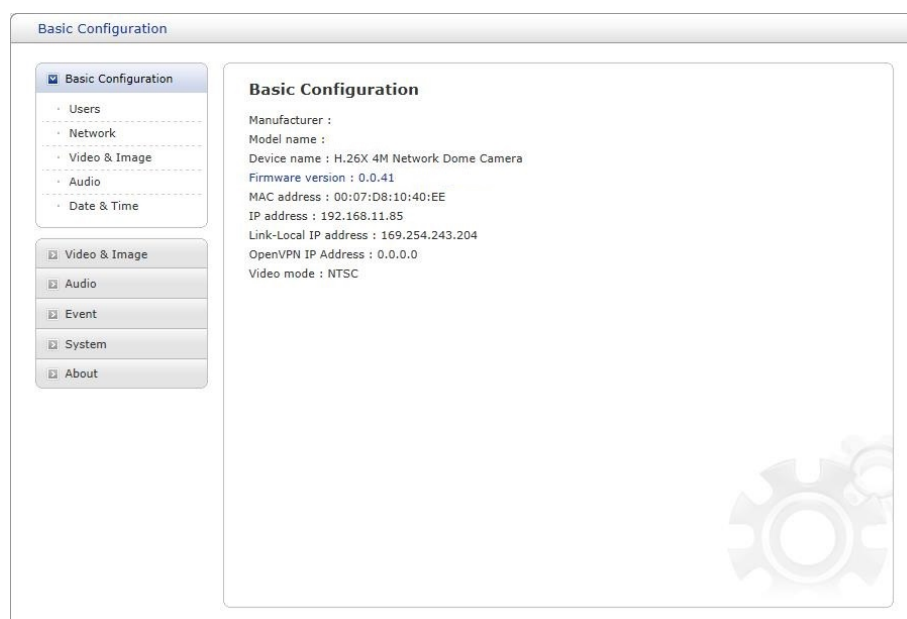 Basic Configuration
Basic Configuration
Users
Network
Video & Image
Audio
Date & Time
Video & Image
Audio
Event
System
About
Basic Configuration
Manufacturer :
Model name :
Device name : H.26X 4M Network Dome Camera
Firmware version : 0.0.41
MAC address : 00:07:D8:10:40:EE
IP address : 192.168.11.85
Link-Local IP address : 169.254.243.204
OpenVPN IP Address : 0.0.0.0
Video mode : NTSC